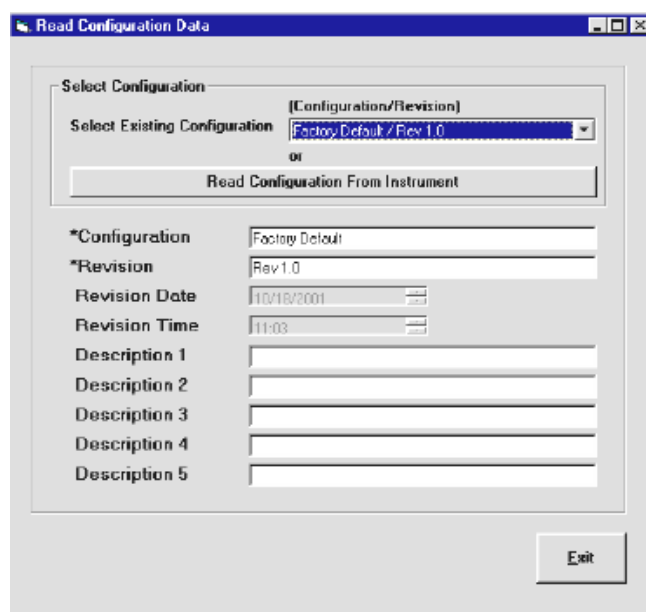 Read Configuration Data
Select Configuration
(Configuration/Revision)
Select Existing Configuration Factory Default / Rev 1.0
or
Read Configuration From Instrument
*Configuration Factory Default
*Revision Rev 1.0
Revision Date 10/18/2001
Revision Time 11:03
Description 1
Description 2
Description 3
Description 4
Description 5
Exit